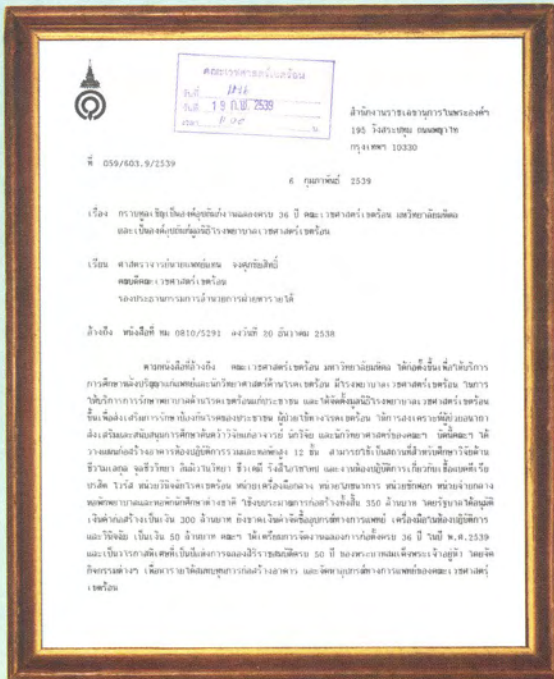 คณะเวชศาสตร์เขตร้อน
วันที่ 19 ก.พ. 2539
เวลา น.
สำนักงานราชเลขานุการในพระองค์ฯ
195 วังสระปทุม ถนนพญาไท
กรุงเทพฯ 10330
ที่ 059/603.9/2539
6 กุมภาพันธ์ 2539
เรื่อง กราบทูลเชิญเป็นองค์อุปถัมภ์งานฉลองครบ 36 ปี คณะเวชศาสตร์เขตร้อน มหาวิทยาลัยมหิดล
และเป็นองค์อุปถัมภ์มูลนิธิโรงพยาบาลเวชศาสตร์เขตร้อน
เรียน ศาสตราจารย์นายแพทย์แทน จงศุภชัยสิทธิ์
คณบดีคณะเวชศาสตร์เขตร้อน
รองประธานกรรมการอำนวยการฝ่ายหารายได้
อ้างถึง หนังสือที่ ทม 0810/5291 ลงวันที่ 20 ธันวาคม 2538
ตามหนังสือที่อ้างถึง คณะเวชศาสตร์เขตร้อน มหาวิทยาลัยมหิดล ได้ก่อตั้งขึ้นเพื่อให้บริการ
การศึกษาหลังปริญญาแก่แพทย์และนักวิทยาศาสตร์ด้านโรคเขตร้อน มีโรงพยาบาลเวชศาสตร์เขตร้อน ในการ
ให้บริการการรักษาพยาบาลด้านโรคเขตร้อนแก่ประชาชน และได้จัดตั้งมูลนิธิโรงพยาบาลเวชศาสตร์เขตร้อน
ขึ้นเพื่อส่งเสริมการรักษาป้องกันโรคของประชาชน ผู้ป่วยไข้ทางโรคเขตร้อน ให้การสงเคราะห์ผู้ป่วยอนาถา
ส่งเสริมและสนับสนุนการศึกษาค้นคว้าวิจัยแก่อาจารย์ นักวิจัย และนักวิทยาศาสตร์ของคณะฯ บัดนี้คณะฯ ได้
วางแผนก่อสร้างอาคารห้องปฏิบัติการรวมและหอพักสูง 12 ชั้น สามารถใช้เป็นสถานที่สำหรับศึกษาวิจัยด้าน
ชีวโมเลกุล จุลชีววิทยา ภูมิคุ้มกันวิทยา ชีวเคมี รังสีไอโซโทป และงานห้องปฏิบัติการเกี่ยวกับเชื้อแบคทีเรีย
ปรสิต ไวรัส หน่วยวินิจฉัยโรคเขตร้อน หน่วยเครื่องมือกลาง หน่วยโภชนาการ หน่วยซักฟอก หน่วยจ่ายกลาง
หอพักพยาบาลและหอพักนักศึกษาต่างชาติ ใช้งบประมาณก่อสร้างทั้งสิ้น 350 ล้านบาท โดยรัฐบาลได้อนุมัติ
เงินค่าก่อสร้างเป็นเงิน 300 ล้านบาท ยังขาดเงินค่าจัดซื้ออุปกรณ์ทางการแพทย์ เครื่องมือในห้องปฏิบัติการ
และวินิจฉัย เป็นเงิน 50 ล้านบาท คณะฯ ได้เตรียมการจัดงานฉลองการก่อตั้งครบ 36 ปี ในปี พ.ศ.2539
และเป็นวาระกาลพิเศษที่เป็นปีแห่งการฉลองสิริราชสมบัติครบ 50 ปี ของพระบาทสมเด็จพระเจ้าอยู่หัว โดยจัด
กิจกรรมต่างๆ เพื่อหารายได้สมทบทุนการก่อสร้างอาคาร และจัดหาอุปกรณ์ทางการแพทย์ของคณะเวชศาสตร์
เขตร้อน